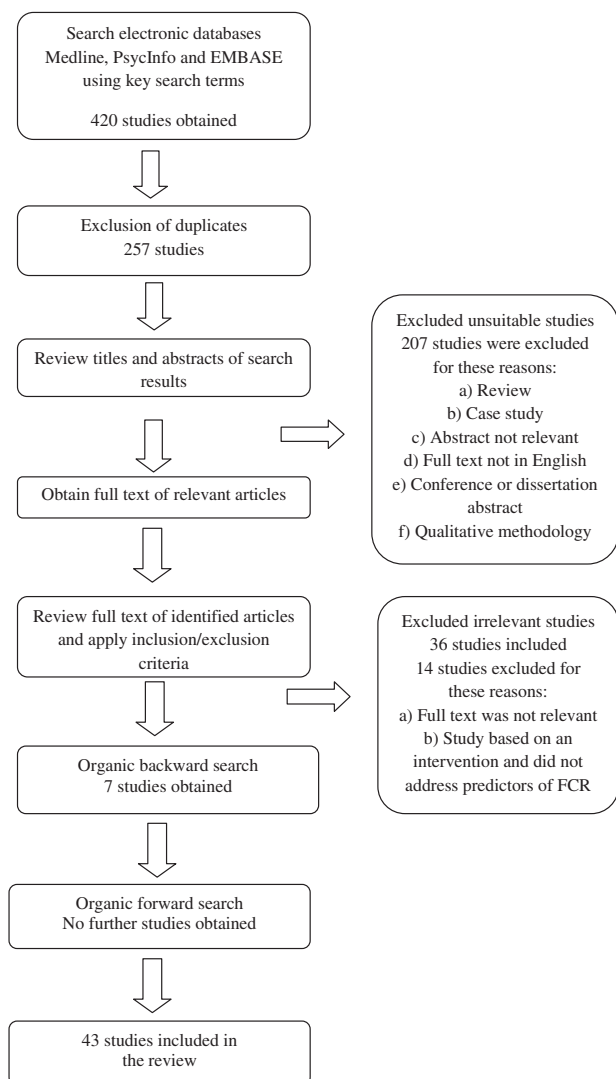 Search electronic databases
Medline, PsycInfo and EMBASE
using key search terms
420 studies obtained
Exclusion of duplicates
257 studies
Review titles and abstracts of search
results
Excluded unsuitable studies
207 studies were excluded
for these reasons:
a) Review
b) Case study
c) Abstract not relevant
d) Full text not in English
e) Conference or dissertation
abstract
f) Qualitative methodology
Obtain full text of relevant articles
Review full text of identified articles
and apply inclusion/exclusion
criteria
Excluded irrelevant studies
36 studies included
14 studies excluded for
these reasons:
a) Full text was not relevant
b) Study based on an
intervention and did not
address predictors of FCR
Organic backward search
7 studies obtained
Organic forward search
No further studies obtained
43 studies included in
the review